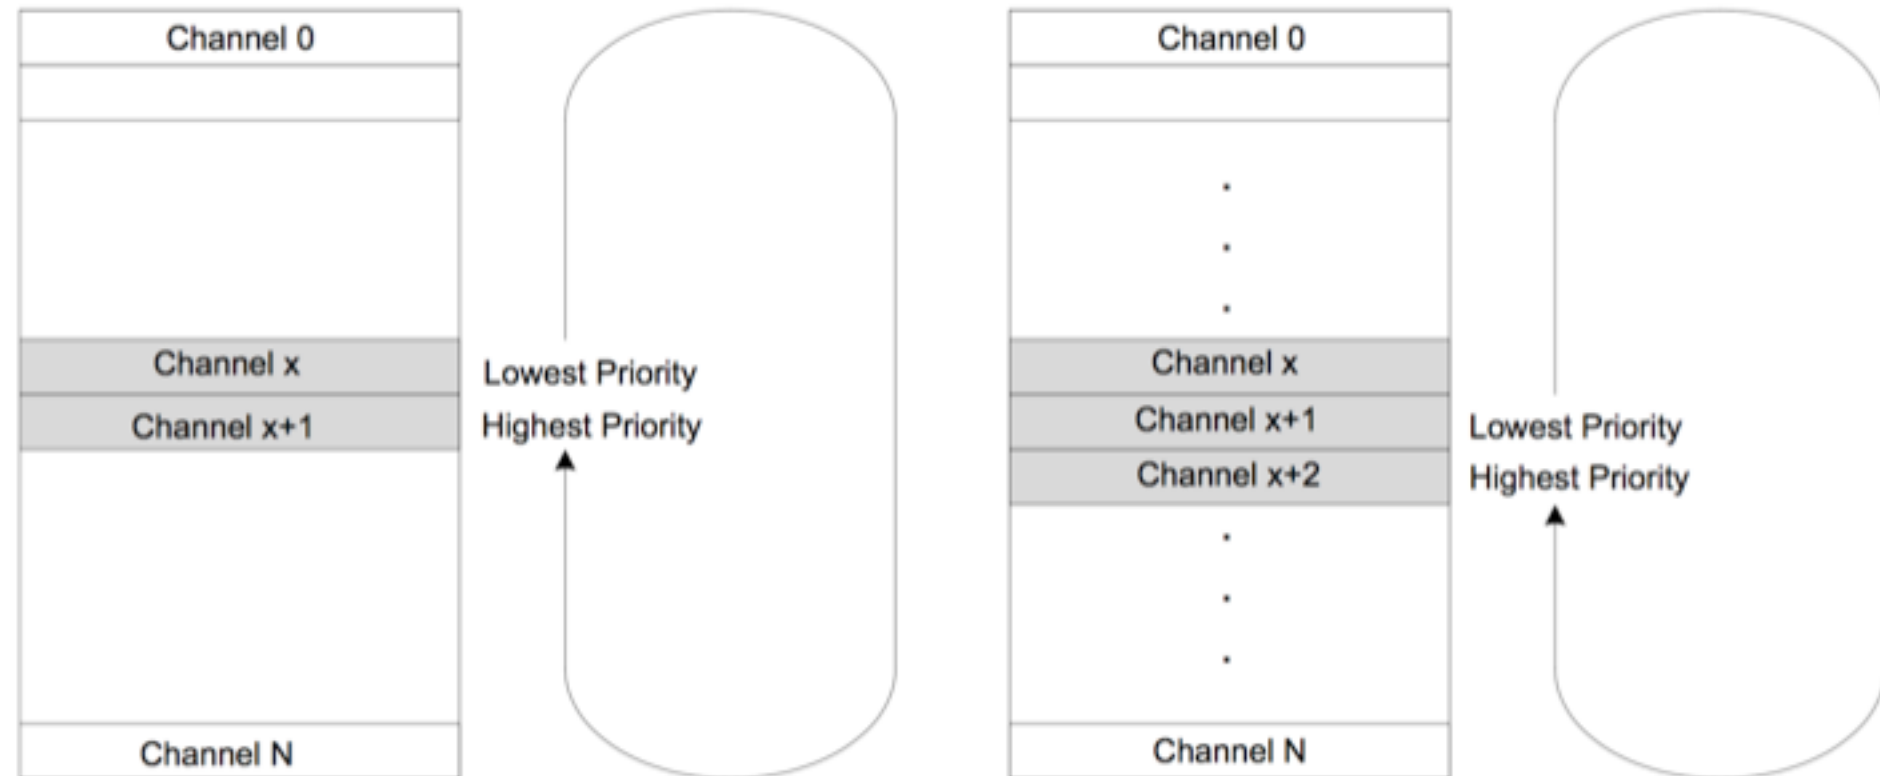 Channel 0
Channel x
Lowest Priority
Channel x+1
Highest Priority
Channel N
Channel 0
.
.
.
Channel x
Channel x+1
Lowest Priority
Channel x+2
Highest Priority
.
.
.
Channel N